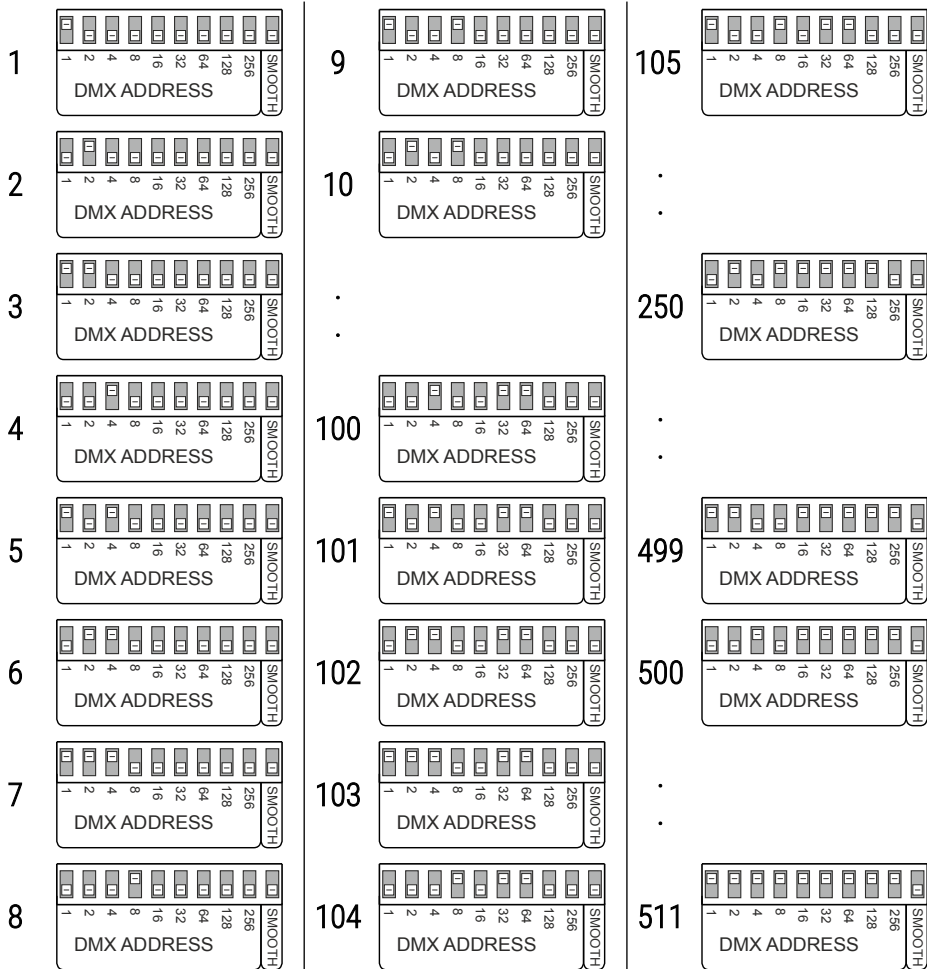 1
1 2 4 8 16 32 64 128 256 SMOOTH
DMX ADDRESS
2
1 2 4 8 16 32 64 128 256 SMOOTH
DMX ADDRESS
3
1 2 4 8 16 32 64 128 256 SMOOTH
DMX ADDRESS
4
1 2 4 8 16 32 64 128 256 SMOOTH
DMX ADDRESS
5
1 2 4 8 16 32 64 128 256 SMOOTH
DMX ADDRESS
6
1 2 4 8 16 32 64 128 256 SMOOTH
DMX ADDRESS
7
1 2 4 8 16 32 64 128 256 SMOOTH
DMX ADDRESS
8
1 2 4 8 16 32 64 128 256 SMOOTH
DMX ADDRESS
9
1 2 4 8 16 32 64 128 256 SMOOTH
DMX ADDRESS
10
1 2 4 8 16 32 64 128 256 SMOOTH
DMX ADDRESS
.
.
100
1 2 4 8 16 32 64 128 256 SMOOTH
DMX ADDRESS
101
1 2 4 8 16 32 64 128 256 SMOOTH
DMX ADDRESS
102
1 2 4 8 16 32 64 128 256 SMOOTH
DMX ADDRESS
103
1 2 4 8 16 32 64 128 256 SMOOTH
DMX ADDRESS
104
1 2 4 8 16 32 64 128 256 SMOOTH
DMX ADDRESS
105
1 2 4 8 16 32 64 128 256 SMOOTH
DMX ADDRESS
.
.
250
1 2 4 8 16 32 64 128 256 SMOOTH
DMX ADDRESS
.
.
499
1 2 4 8 16 32 64 128 256 SMOOTH
DMX ADDRESS
500
1 2 4 8 16 32 64 128 256 SMOOTH
DMX ADDRESS
.
.
511
1 2 4 8 16 32 64 128 256 SMOOTH
DMX ADDRESS